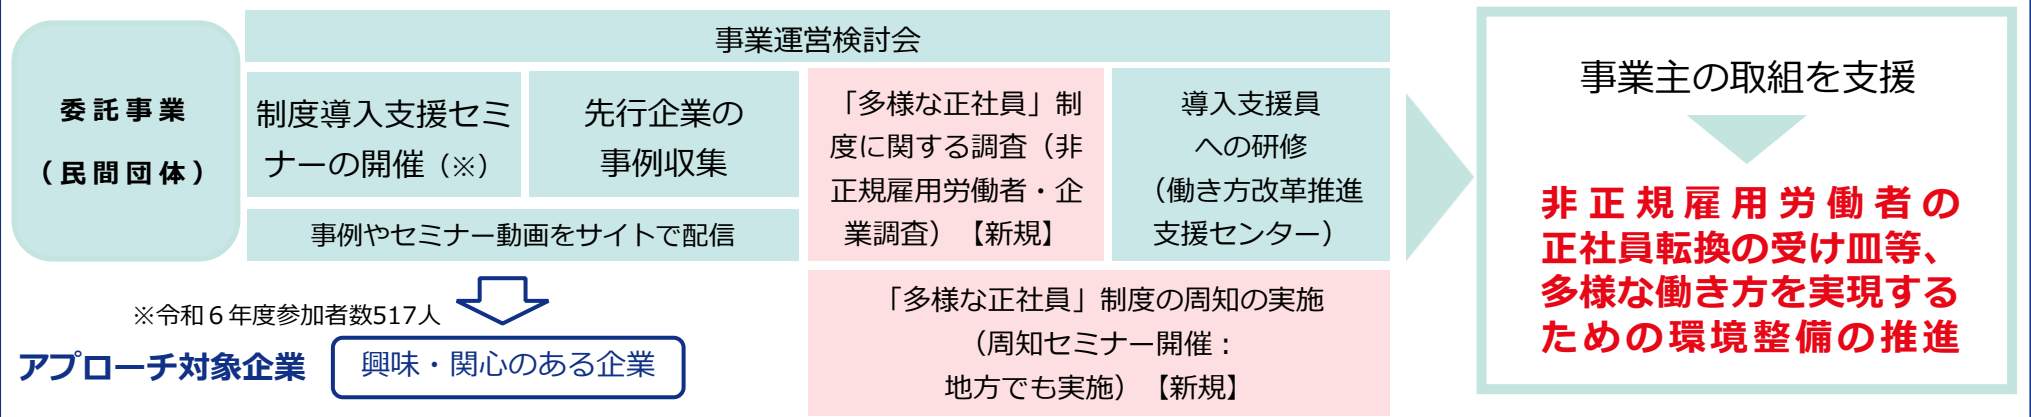 委託事業
（民間団体）
事業運営検討会
制度導入支援セミ
ナーの開催（※）
先行企業の
事例収集
事例やセミナー動画をサイトで配信
「多様な正社員」制
度に関する調査（非
正規雇用労働者・企
業調査）【新規】
導入支援員
への研修
（働き方改革推進
支援センター）
「多様な正社員」制度の周知の実施
（周知セミナー開催：
地方でも実施）【新規】
※令和６年度参加者数517人
アプローチ対象企業
興味・関心のある企業
事業主の取組を支援
非正規雇用労働者の
正社員転換の受け皿等、
多様な働き方を実現する
ための環境整備の推進